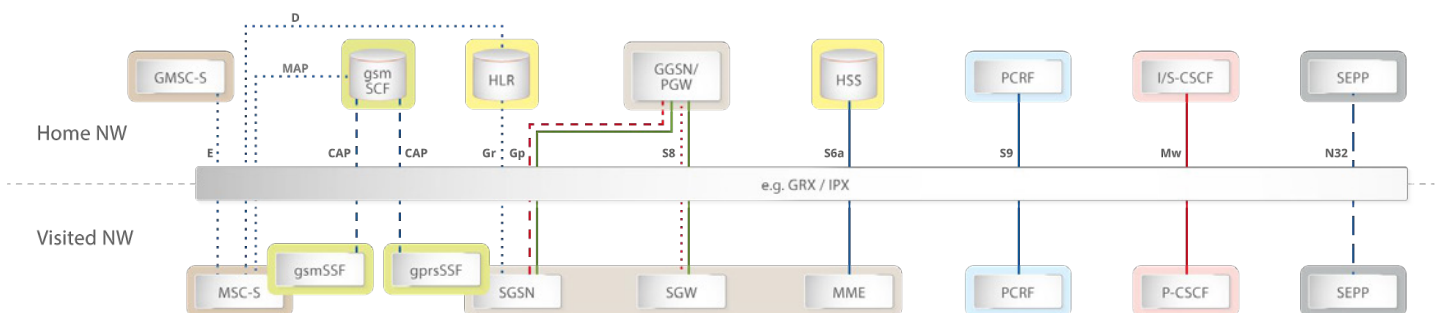 D
MAP
GMSC-S
gsm
SCF
HLR
GGSN/
PGW
HSS
PCRF
I/S-CSCF
SEPP
Home NW
E
CAP
CAP
Gr
Gp
S8
S6a
S9
Mw
N32
e.g. GRX / IPX
Visited NW
gsmSSF
gprsSSF
MSC-S
SGSN
SGW
MME
PCRF
P-CSCF
SEPP